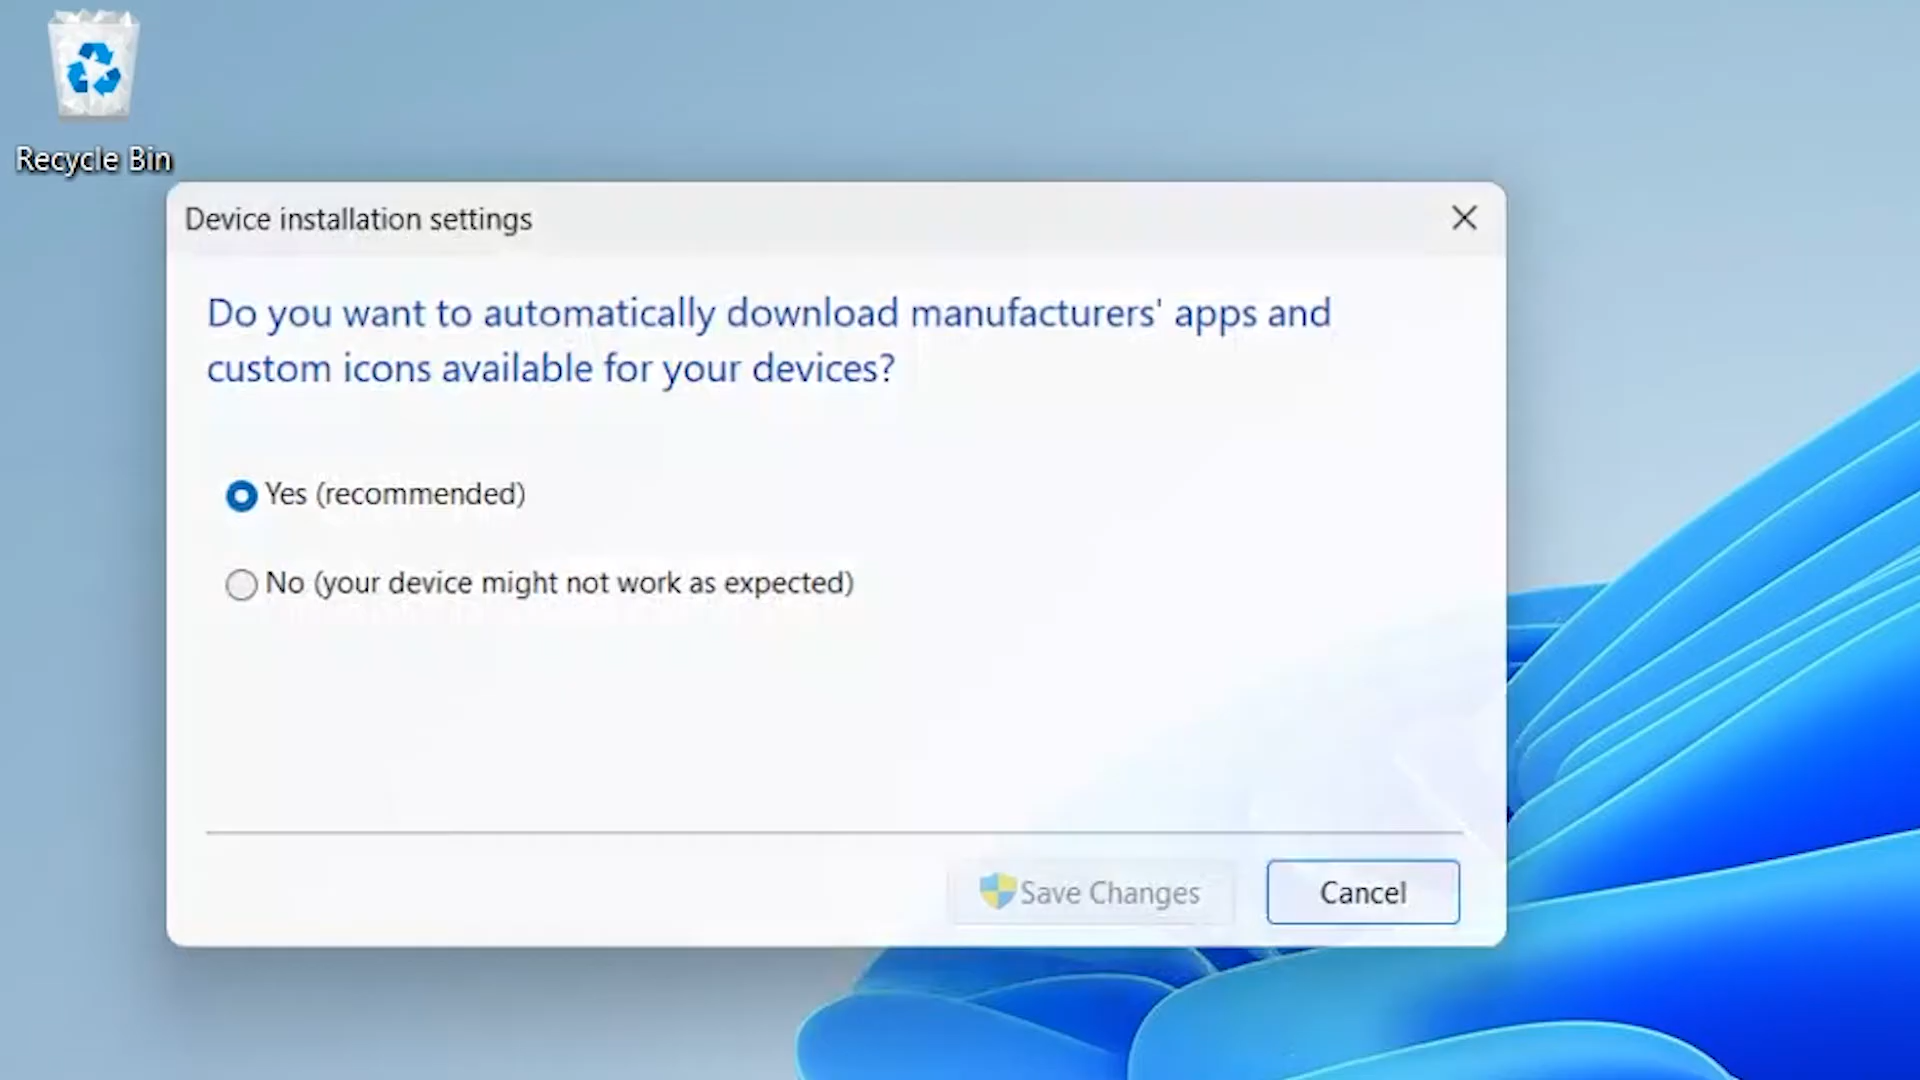 Recycle Bin
Device installation settings
Do you want to automatically download manufacturers' apps and
custom icons available for your devices?
Yes (recommended)
No (your device might not work as expected)
Save Changes
Cancel